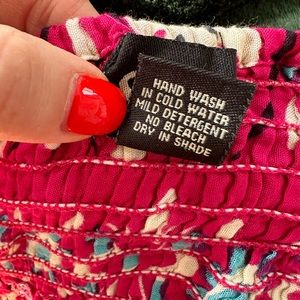 HAND WASH
IN COLD WATER
MILD DETERGENT
NO BLEACH
DRY IN SHADE